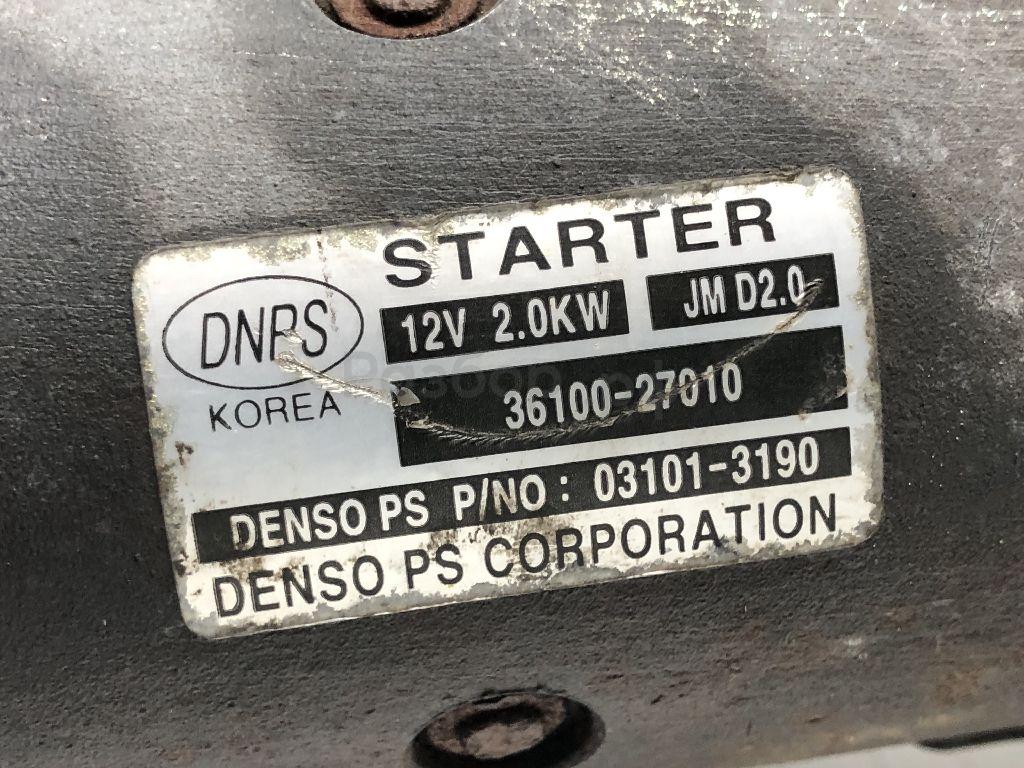 STARTER
DNPS
KOREA
12V 2.0KW
JM D2.0
36100-27010
DENSO PS P/NO: 03101-3190
DENSO PS CORPORATION